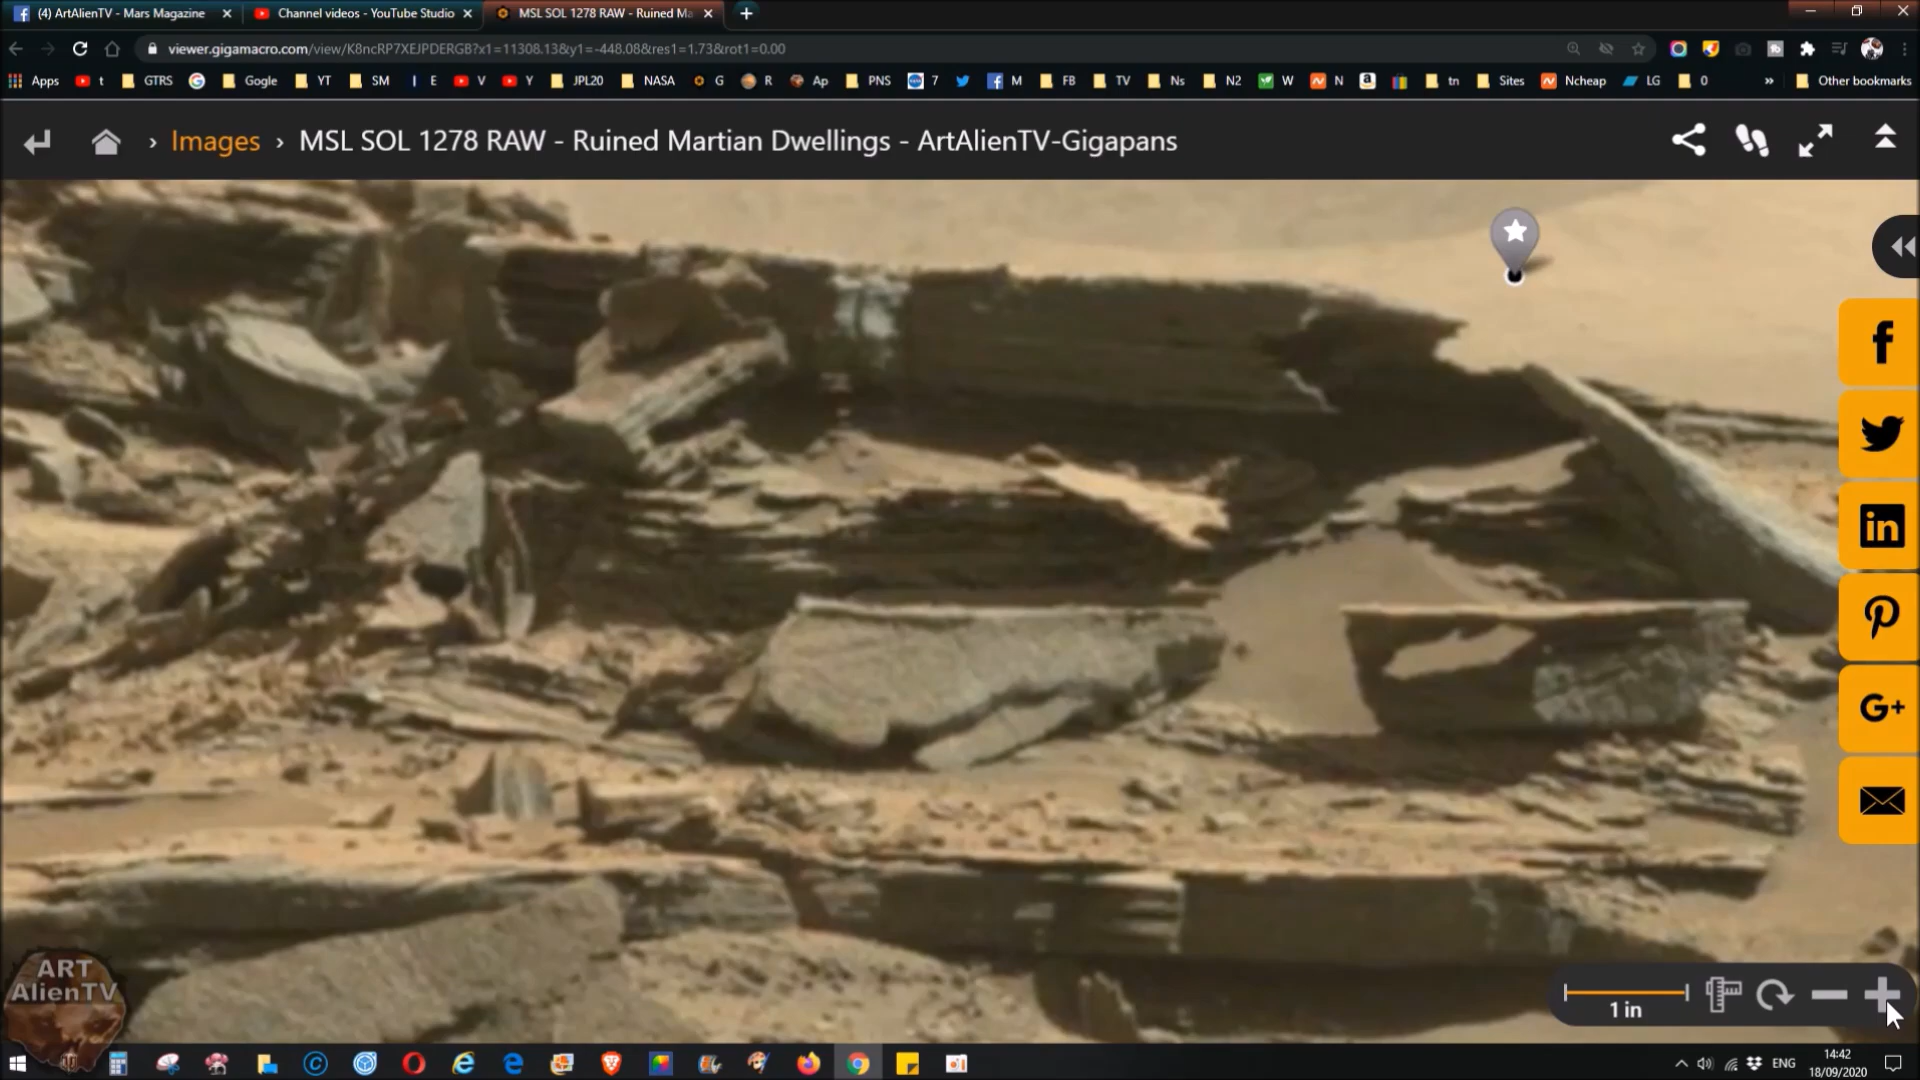 (4) ArtAlienTV - Mars Magazine
Channel videos - YouTube Studio
MSL SOL 1278 RAW - Ruined Ma
viewer.gigamacro.com/view/K8ncRP7XEJPDERGB?x1=11308.13&y1=-448.08&res1=1.73&rot1=0.00
Apps t GTRS Gogle YT SM E V Y JPL20 NASA G R Ap PNS 7 M FB TV Ns N2 W N tn Sites Ncheap LG 0 » Other bookmarks
› Images › MSL SOL 1278 RAW - Ruined Martian Dwellings - ArtAlienTV-Gigapans
ART
AlienTV
1 in
ENG
14:42
18/09/2020